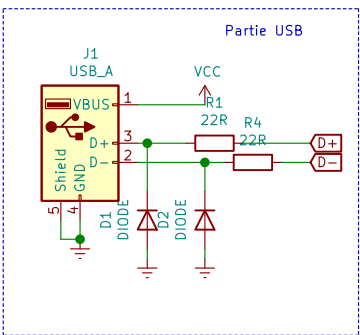 Partie USB
J1
USB_A
VCC
VBUS
1
R1
22R
R4
22R
D+
3
D+
D-
2
D-
Shield
GND
5
4
D1
DIODE
D2
DIODE